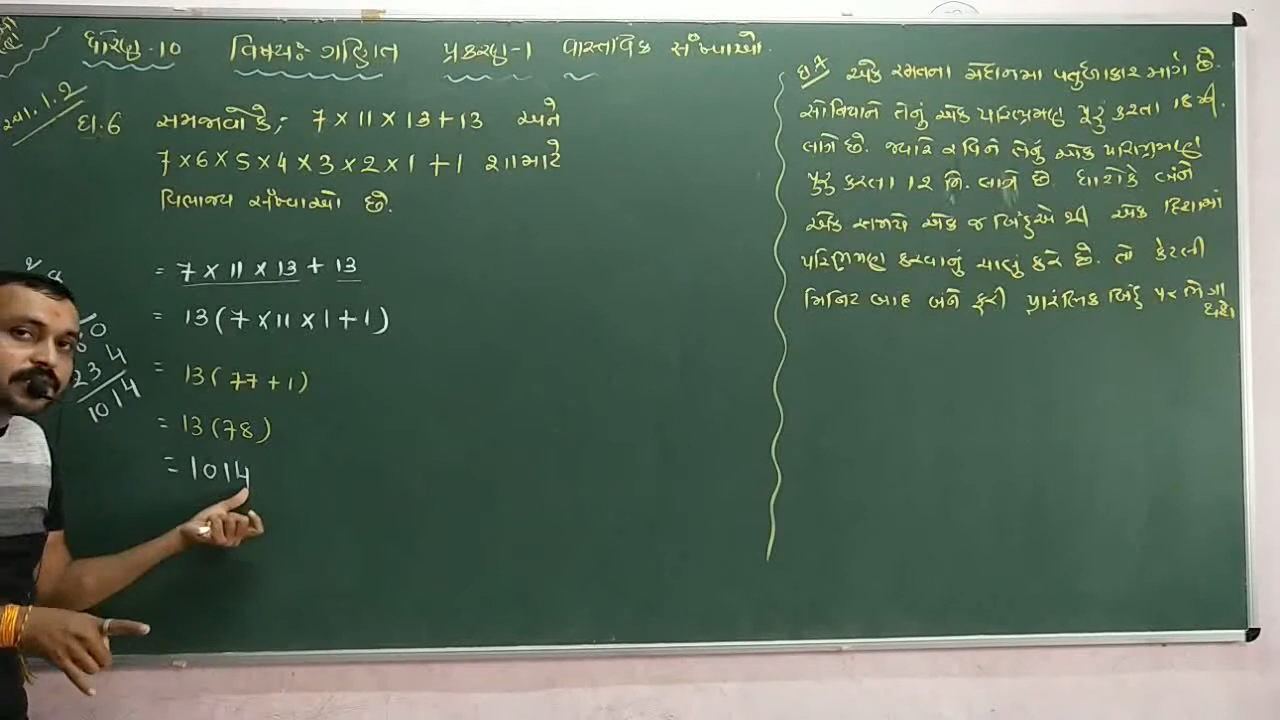 ધોરણ-10 વિષય: ગણિત પ્રકરણ-1 વાસ્તવિક સંખ્યાઓ.
સ્વા. 1.2
દા.6 સમજાવો કે, 7 × 11 × 13 + 13 અને
7 × 6 × 5 × 4 × 3 × 2 × 1 + 1 શા માટે
વિભાજ્ય સંખ્યાઓ છે.
= 7 × 11 × 13 + 13
= 13 ( 7 × 11 × 1 + 1 )
= 13 ( 77 + 1 )
= 13 (78)
= 1014
234
1014
દા.7 એક રમતના મેદાનમાં વર્તુળાકાર માર્ગ છે.
સોનિયાને તેનું એક પરિભ્રમણ પૂરું કરતા 18 મી.
લાગે છે. જ્યારે રવિને તેનું એક પરિભ્રમણ
પુરું કરતા 12 મિ. લાગે છે. ધારોકે બંને
એક સમયે એક જ બિંદુએ થી એક દિશામાં
પરિભ્રમણ કરવાનું ચાલું કરે છે. તો કેટલી
મિનિટ બાદ બંને ફરી પ્રારંભિક બિંદુ પર ભેગા
થશે